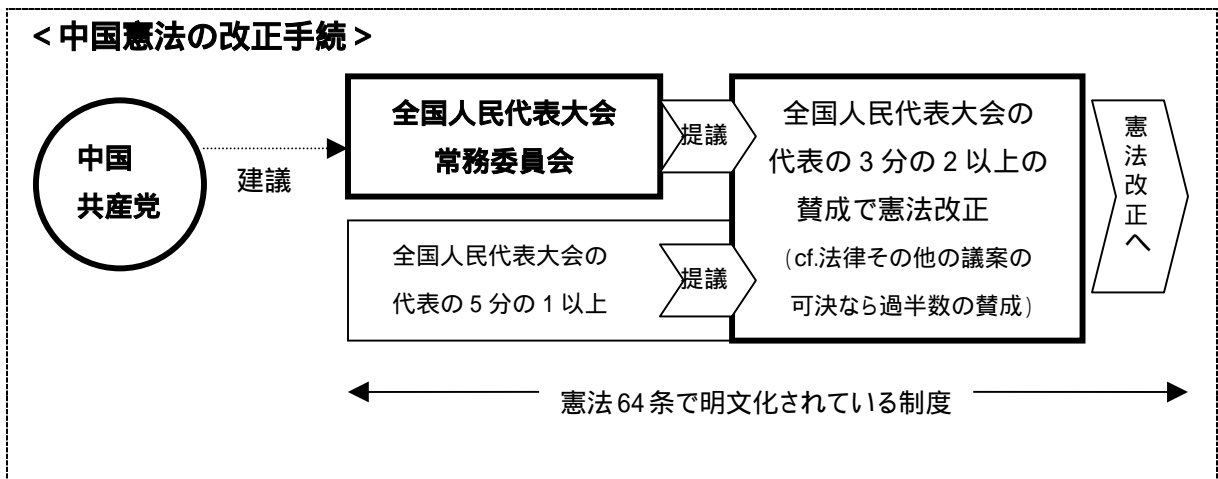 <中国憲法の改正手続>
中国
共産党
建議
全国人民代表大会
常務委員会
提議
全国人民代表大会の
代表の5分の1以上
提議
全国人民代表大会の
代表の3分の2以上の
賛成で憲法改正
(cf.法律その他の議案の
可決なら過半数の賛成)
憲法改正へ
憲法64条で明文化されている制度